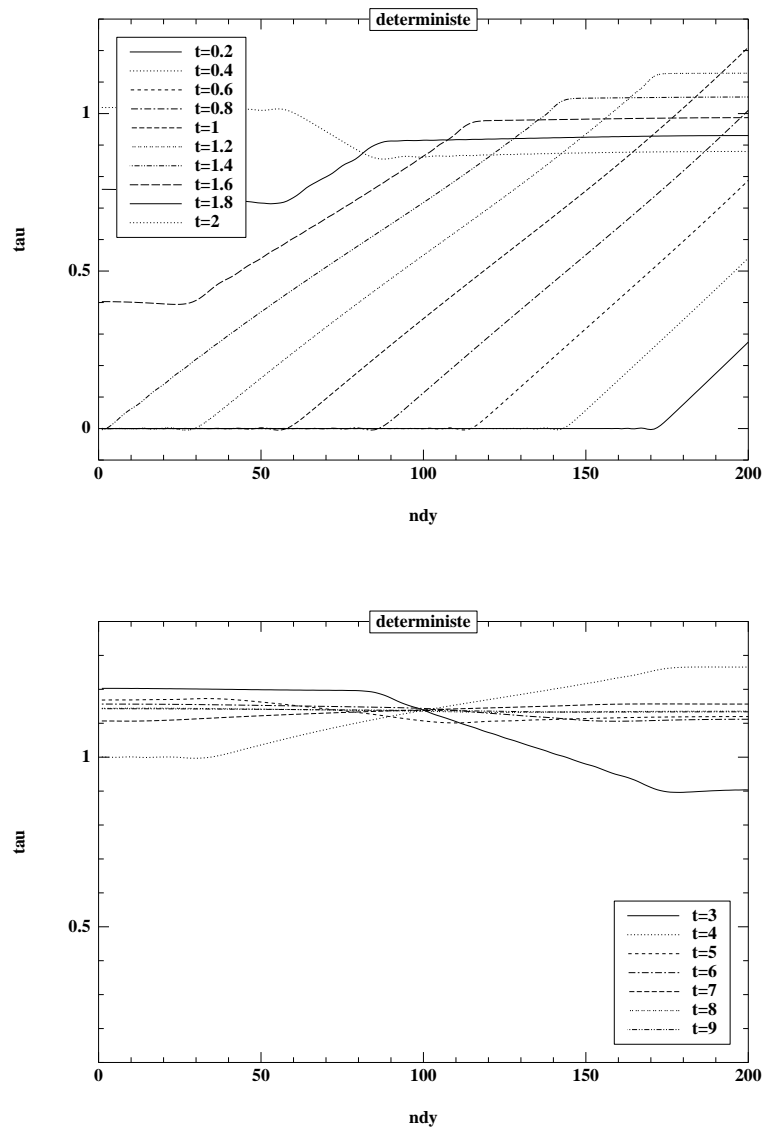 deterministe
t=0.2
t=0.4
t=0.6
t=0.8
t=1
t=1.2
t=1.4
t=1.6
t=1.8
t=2
1
0.5
0
tau
0
50
100
150
200
ndy
deterministe
1
0.5
tau
t=3
t=4
t=5
t=6
t=7
t=8
t=9
0
50
100
150
200
ndy